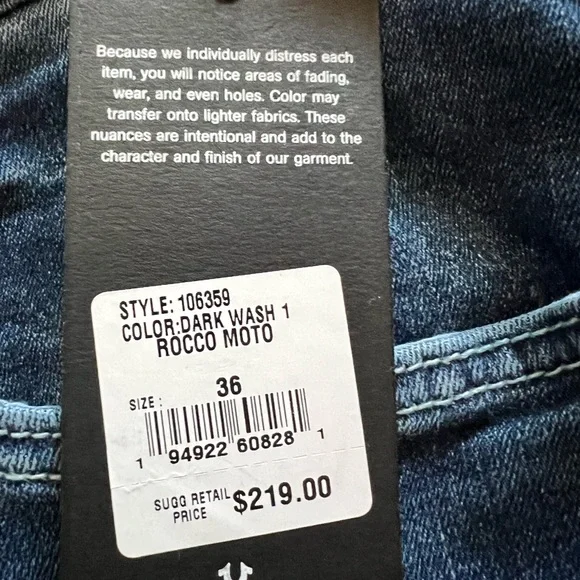 Because we individually distress each
item, you will notice areas of fading,
wear, and even holes. Color may
transfer onto lighter fabrics. These
nuances are intentional and add to the
character and finish of our garment.
STYLE: 106359
COLOR:DARK WASH 1
ROCCO MOTO
SIZE: 36
1 94922 60828 1
SUGG RETAIL
PRICE $219.00